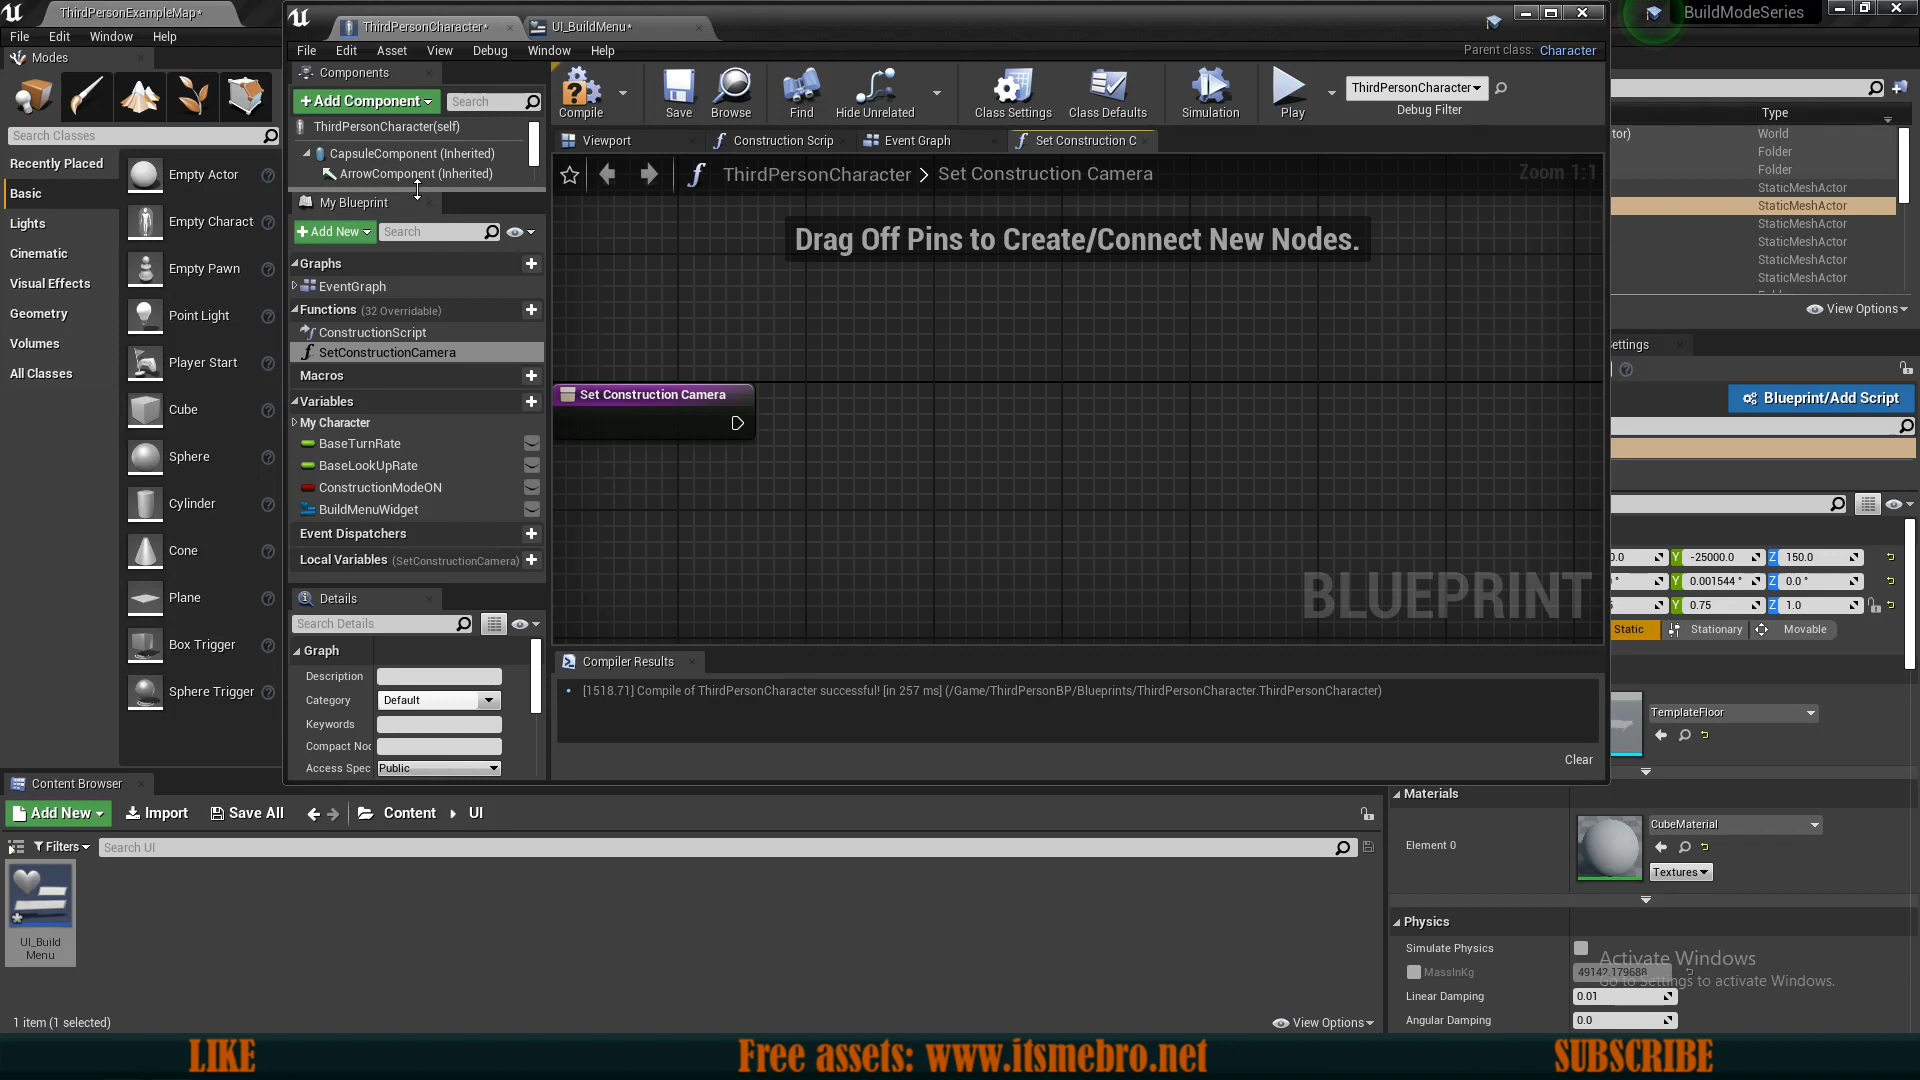 ThirdPersonExampleMap*
File Edit Window Help
Modes
Search Classes
Recently Placed
Basic
Lights
Cinematic
Visual Effects
Geometry
Volumes
All Classes
Empty Actor
Empty Charact
Empty Pawn
Point Light
Player Start
Cube
Sphere
Cylinder
Cone
Plane
Box Trigger
Sphere Trigger
ThirdPersonCharacter*
UI_BuildMenu*
File Edit Asset View Debug Window Help
Parent class: Character
Components
+Add Component
Search
ThirdPersonCharacter(self)
CapsuleComponent (Inherited)
ArrowComponent (Inherited)
My Blueprint
+Add New
Search
Graphs
EventGraph
Functions (32 Overridable)
ConstructionScript
SetConstructionCamera
Macros
Variables
My Character
BaseTurnRate
BaseLookUpRate
ConstructionModeON
BuildMenuWidget
Event Dispatchers
Local Variables (SetConstructionCamera)
Details
Search Details
Graph
Description
Category Default
Keywords
Compact Noc
Access Spec Public
Compile
Save
Browse
Find
Hide Unrelated
Class Settings
Class Defaults
Simulation
Play
ThirdPersonCharacter
Debug Filter
Viewport
Construction Scrip
Event Graph
Set Construction C
ThirdPersonCharacter > Set Construction Camera
Zoom 1:1
Drag Off Pins to Create/Connect New Nodes.
Set Construction Camera
BLUEPRINT
Compiler Results
[1518.71] Compile of ThirdPersonCharacter successful! [in 257 ms] (/Game/ThirdPersonBP/Blueprints/ThirdPersonCharacter.ThirdPersonCharacter)
Clear
BuildModeSeries
Type
tor) World
Folder
Folder
StaticMeshActor
StaticMeshActor
StaticMeshActor
StaticMeshActor
StaticMeshActor
StaticMeshActor
View Options
ettings
Blueprint/Add Script
0.0 Y -25000.0 Z 150.0
° Y 0.001544 ° Z 0.0 °
Y 0.75 Z 1.0
Static Stationary Movable
TemplateFloor
Materials
Element 0
CubeMaterial
Textures
Physics
Simulate Physics
MassInKg 49142.179688
Linear Damping 0.01
Angular Damping 0.0
Activate Windows
Go to Settings to activate Windows.
Content Browser
Add New Import Save All Content UI
Filters
Search UI
UI_Build
Menu
1 item (1 selected)
View Options
LIKE
Free assets: www.itsmebro.net
SUBSCRIBE